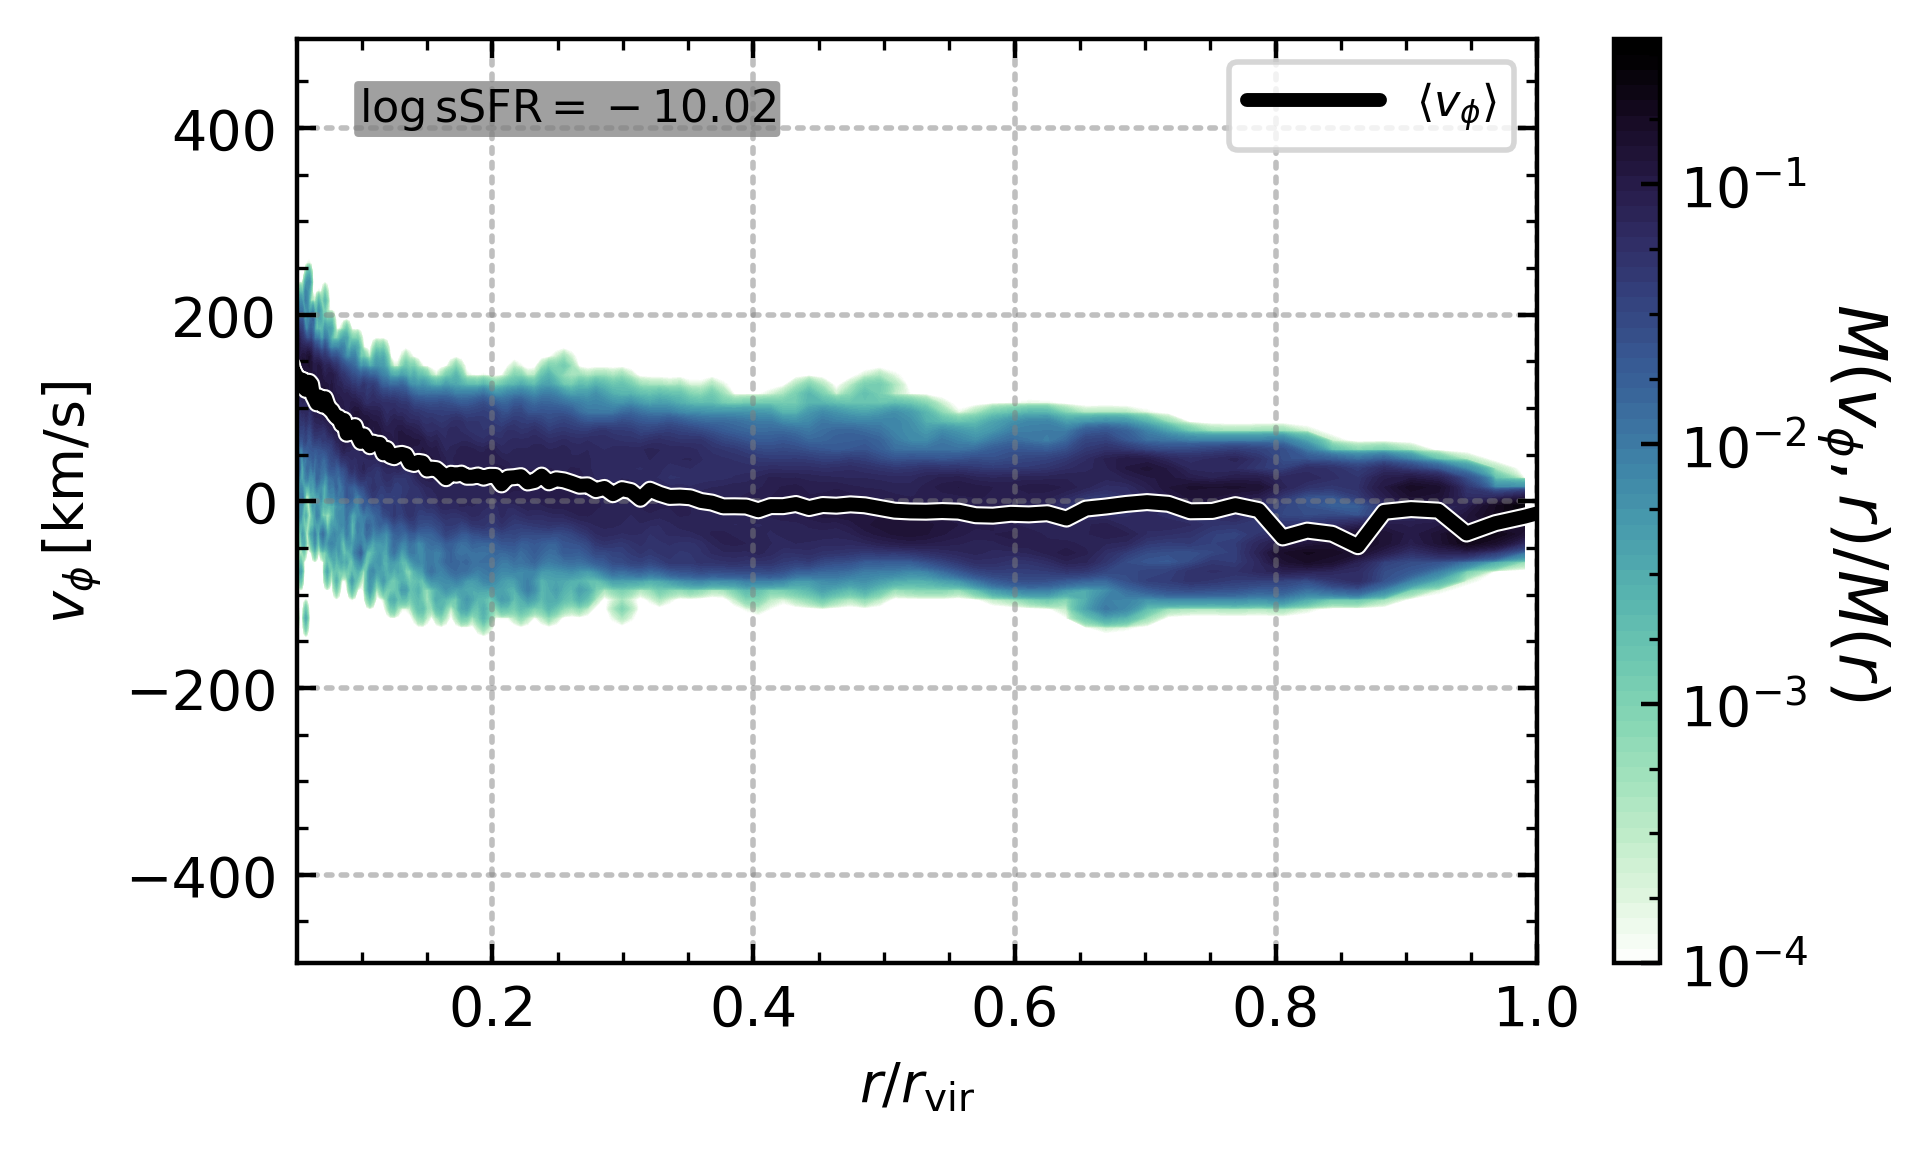 log sSFR = − 10.02
⟨v_ϕ⟩
400
200
0
−200
−400
v_ϕ [km/s]
0.2 0.4 0.6 0.8 1.0
r/r_vir
10⁻¹
10⁻²
10⁻³
10⁻⁴
M(v_ϕ, r)/M(r)